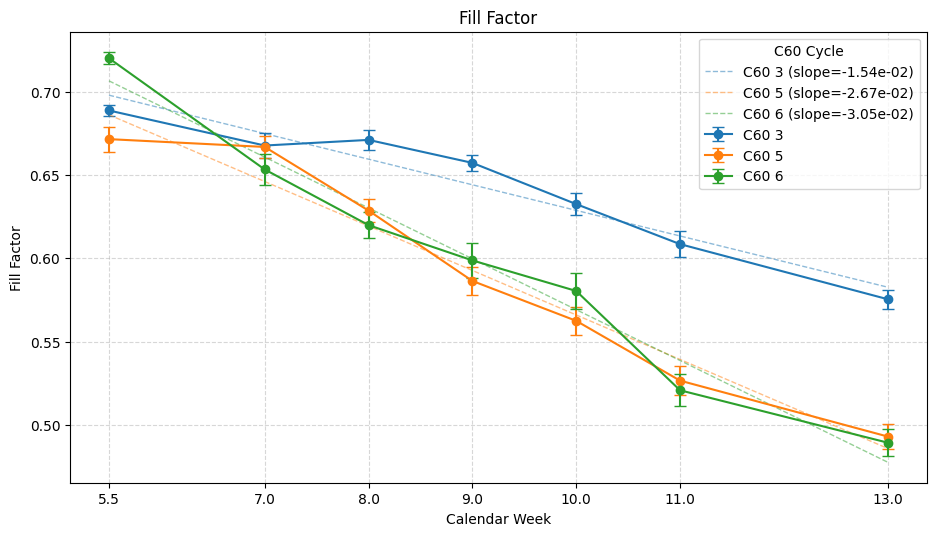 Fill Factor
C60 Cycle
C60 3 (slope=-1.54e-02)
C60 5 (slope=-2.67e-02)
C60 6 (slope=-3.05e-02)
C60 3
C60 5
C60 6
Fill Factor
0.70
0.65
0.60
0.55
0.50
5.5 7.0 8.0 9.0 10.0 11.0 13.0
Calendar Week